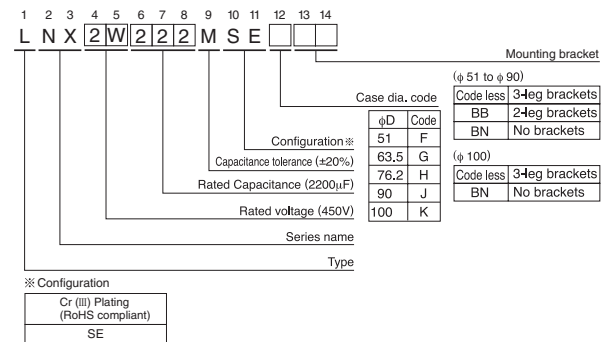 1 2 3 4 5 6 7 8 9 10 11 12 13 14
L N X 2 W 2 2 2 M S E
Mounting bracket
(φ 51 to φ 90)
Code less 3-leg brackets
BB 2-leg brackets
BN No brackets
(φ 100)
Code less 3-leg brackets
BN No brackets
Case dia. code
φD Code
51 F
63.5 G
76.2 H
90 J
100 K
Configuration※
Capacitance tolerance (±20%)
Rated Capacitance (2200μF)
Rated voltage (450V)
Series name
Type
※Configuration
Cr (III) Plating
(RoHS compliant)
SE